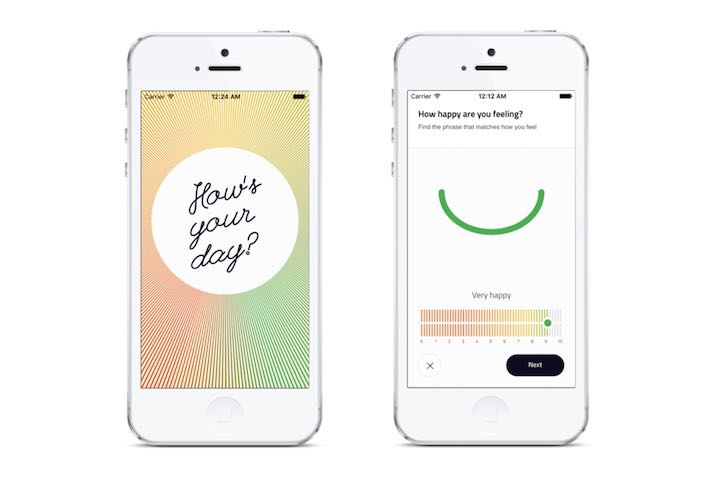 Carrier 12:24 AM
How's
your
day?
Carrier 12:12 AM
How happy are you feeling?
Find the phrase that matches how you feel
Very happy
0 1 2 3 4 5 6 7 8 9 10
Next